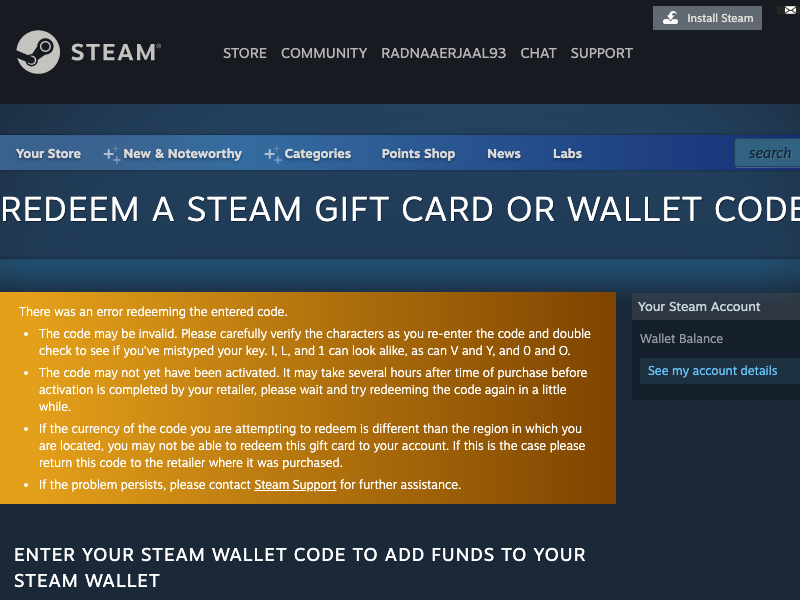 Install Steam
STEAM®
STORE COMMUNITY RADNAAERJAAL93 CHAT SUPPORT
Your Store New & Noteworthy Categories Points Shop News Labs search
REDEEM A STEAM GIFT CARD OR WALLET CODE
There was an error redeeming the entered code.
• The code may be invalid. Please carefully verify the characters as you re-enter the code and double
check to see if you've mistyped your key. I, L, and 1 can look alike, as can V and Y, and 0 and O.
• The code may not yet have been activated. It may take several hours after time of purchase before
activation is completed by your retailer, please wait and try redeeming the code again in a little
while.
• If the currency of the code you are attempting to redeem is different than the region in which you
are located, you may not be able to redeem this gift card to your account. If this is the case please
return this code to the retailer where it was purchased.
• If the problem persists, please contact Steam Support for further assistance.
Your Steam Account
Wallet Balance
See my account details
ENTER YOUR STEAM WALLET CODE TO ADD FUNDS TO YOUR
STEAM WALLET